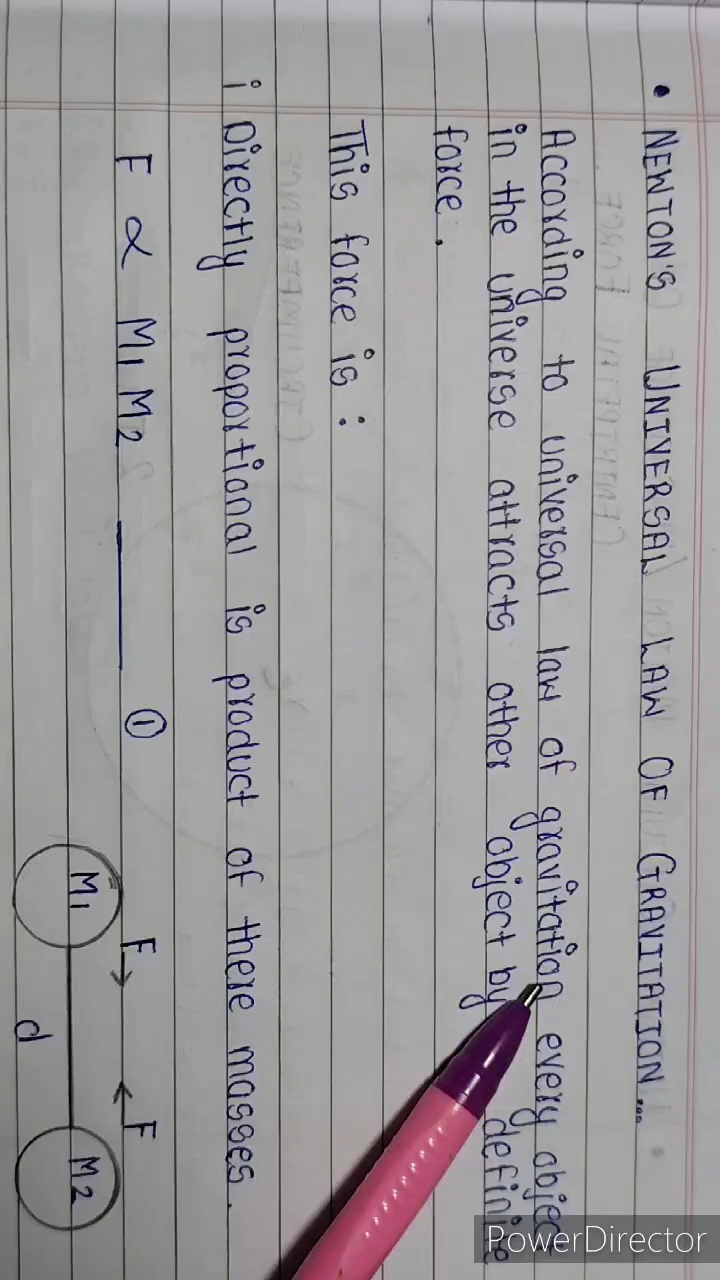 • NEWTON'S UNIVERSAL LAW OF GRAVITATION...
According to universal law of gravitation every object
in the universe attracts other object by definite
force.
This force is :
i Directly proportional is product of there masses.
F ∝ M₁ M₂ ——— ①
F → ← F
M₁ M₂
d
PowerDirector